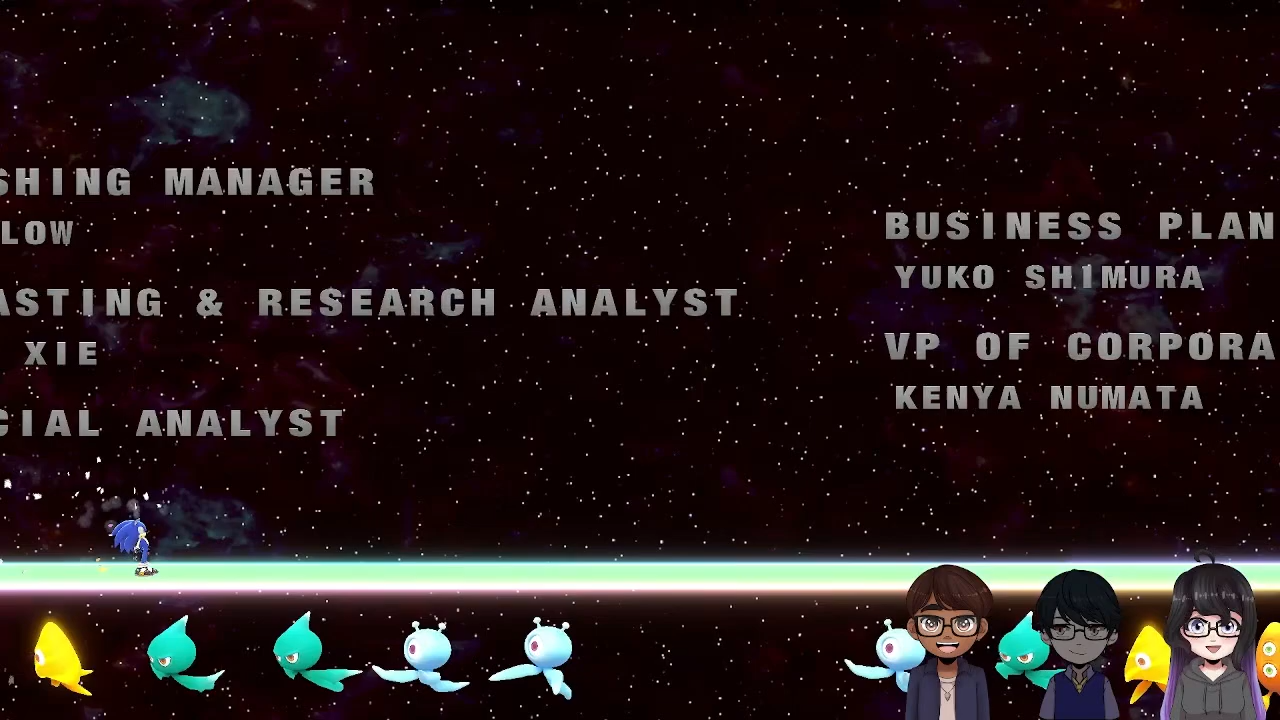 SHING MANAGER
LOW
ASTING & RESEARCH ANALYST
XIE
CIAL ANALYST
BUSINESS PLAN
YUKO SHIMURA
VP OF CORPORA
KENYA NUMATA